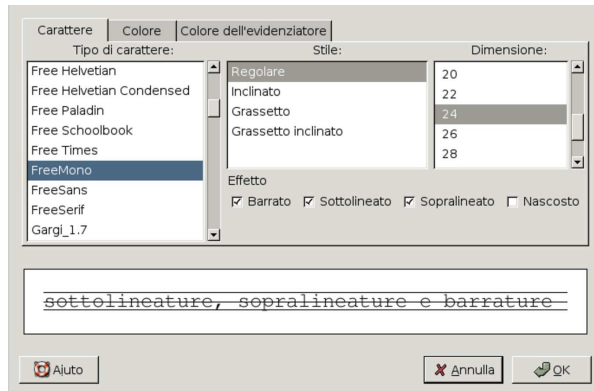 Carattere Colore Colore dell'evidenziatore
Tipo di carattere: Stile: Dimensione:
Free Helvetian
Free Helvetian Condensed
Free Paladin
Free Schoolbook
Free Times
FreeMono
FreeSans
FreeSerif
Gargi_1.7
Regolare
Inclinato
Grassetto
Grassetto inclinato
20
22
24
26
28
Effetto
Barrato Sottolineato Sopralineato Nascosto
sottolineature, sopralineature e barrature
Aiuto Annulla OK